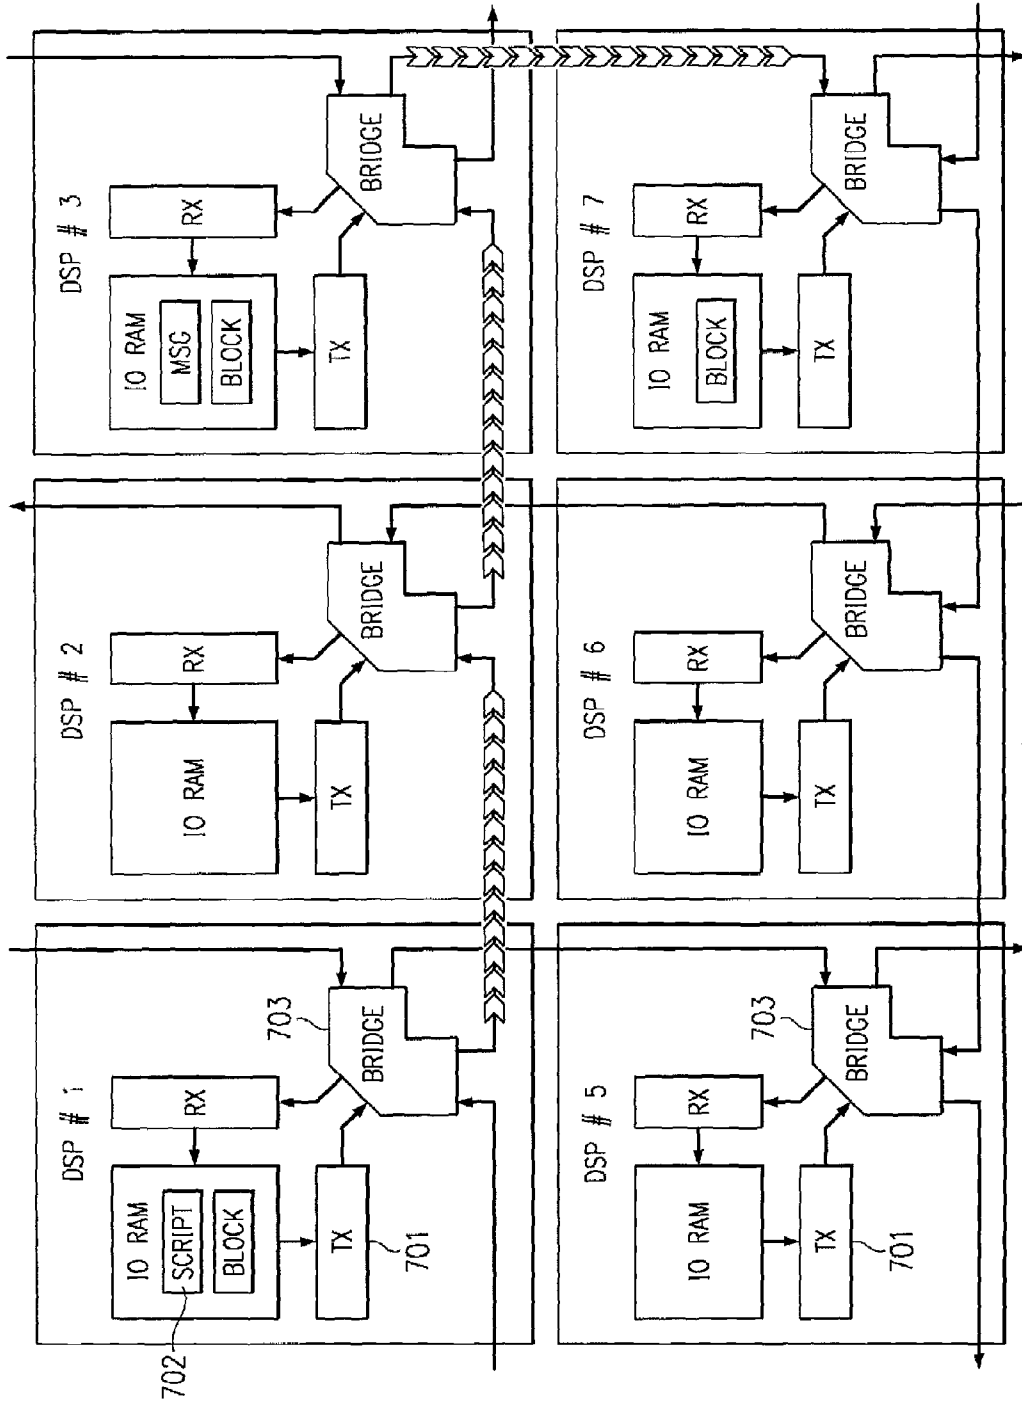 DSP # 1
IO RAM
SCRIPT
BLOCK
702
RX
TX
701
703
BRIDGE
DSP # 2
IO RAM
RX
TX
BRIDGE
DSP # 3
IO RAM
MSG
BLOCK
RX
TX
BRIDGE
DSP # 5
IO RAM
RX
TX
701
703
BRIDGE
DSP # 6
IO RAM
RX
TX
BRIDGE
DSP # 7
IO RAM
BLOCK
RX
TX
BRIDGE